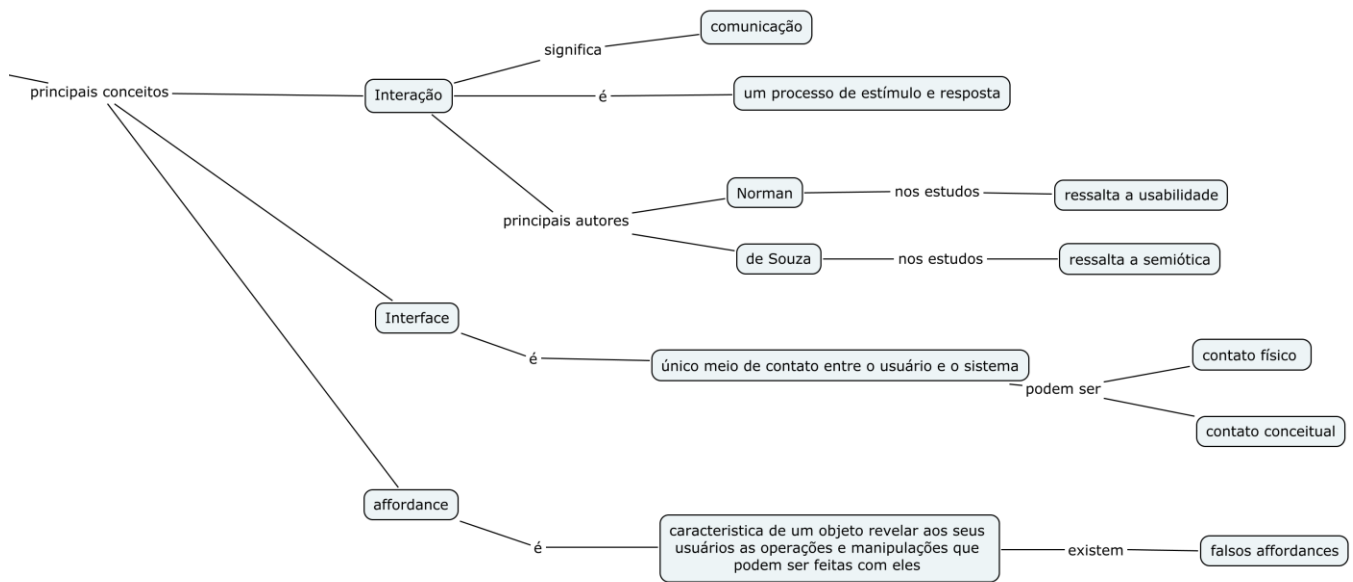 comunicação
significa
principais conceitos
Interação
é
um processo de estímulo e resposta
Norman
nos estudos
ressalta a usabilidade
principais autores
de Souza
nos estudos
ressalta a semiótica
Interface
é
único meio de contato entre o usuário e o sistema
podem ser
contato físico
contato conceitual
affordance
é
caracteristica de um objeto revelar aos seus
usuários as operações e manipulações que
podem ser feitas com eles
existem
falsos affordances